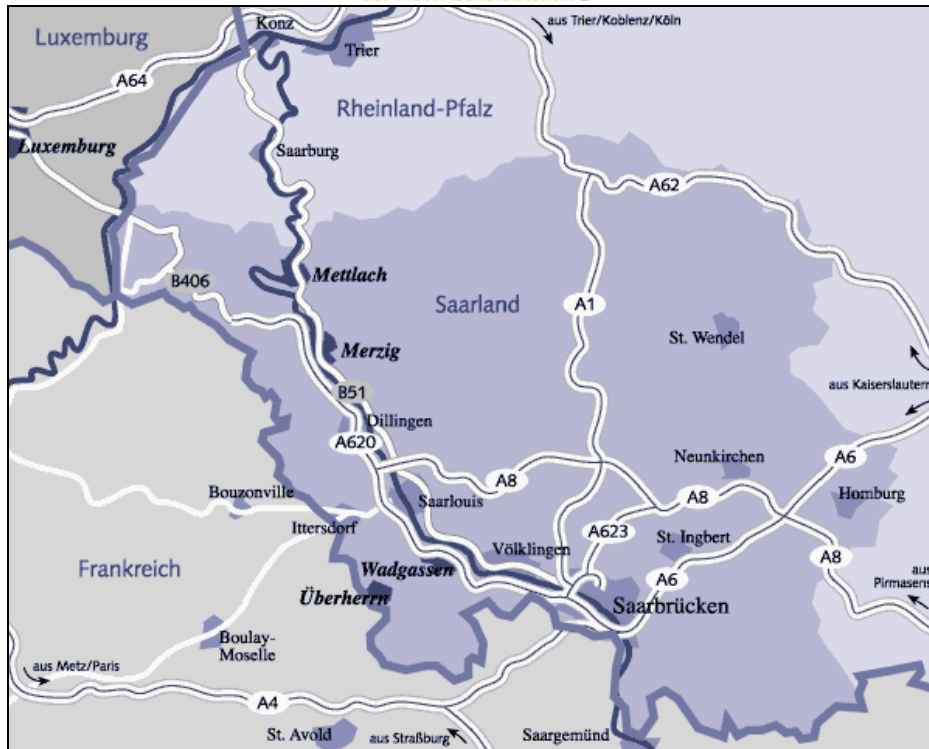 Konz
aus Trier/Koblenz/Köln
Luxemburg
Trier
A64
Rheinland-Pfalz
Luxemburg
Saarburg
A62
Mettlach
B406
Saarland
A1
St. Wendel
Merzig
aus Kaiserslautern
B51
Dillingen
A620
Neunkirchen
A6
A8
Bouzonville
Saarlouis
A8
Homburg
Ittersdorf
A623
St. Ingbert
Völklingen
A8
Frankreich
Wadgassen
A6
aus
Pirmasens
Überherrn
Saarbrücken
Boulay-
Moselle
aus Metz/Paris
A4
St. Avold
aus Straßburg
Saargemünd